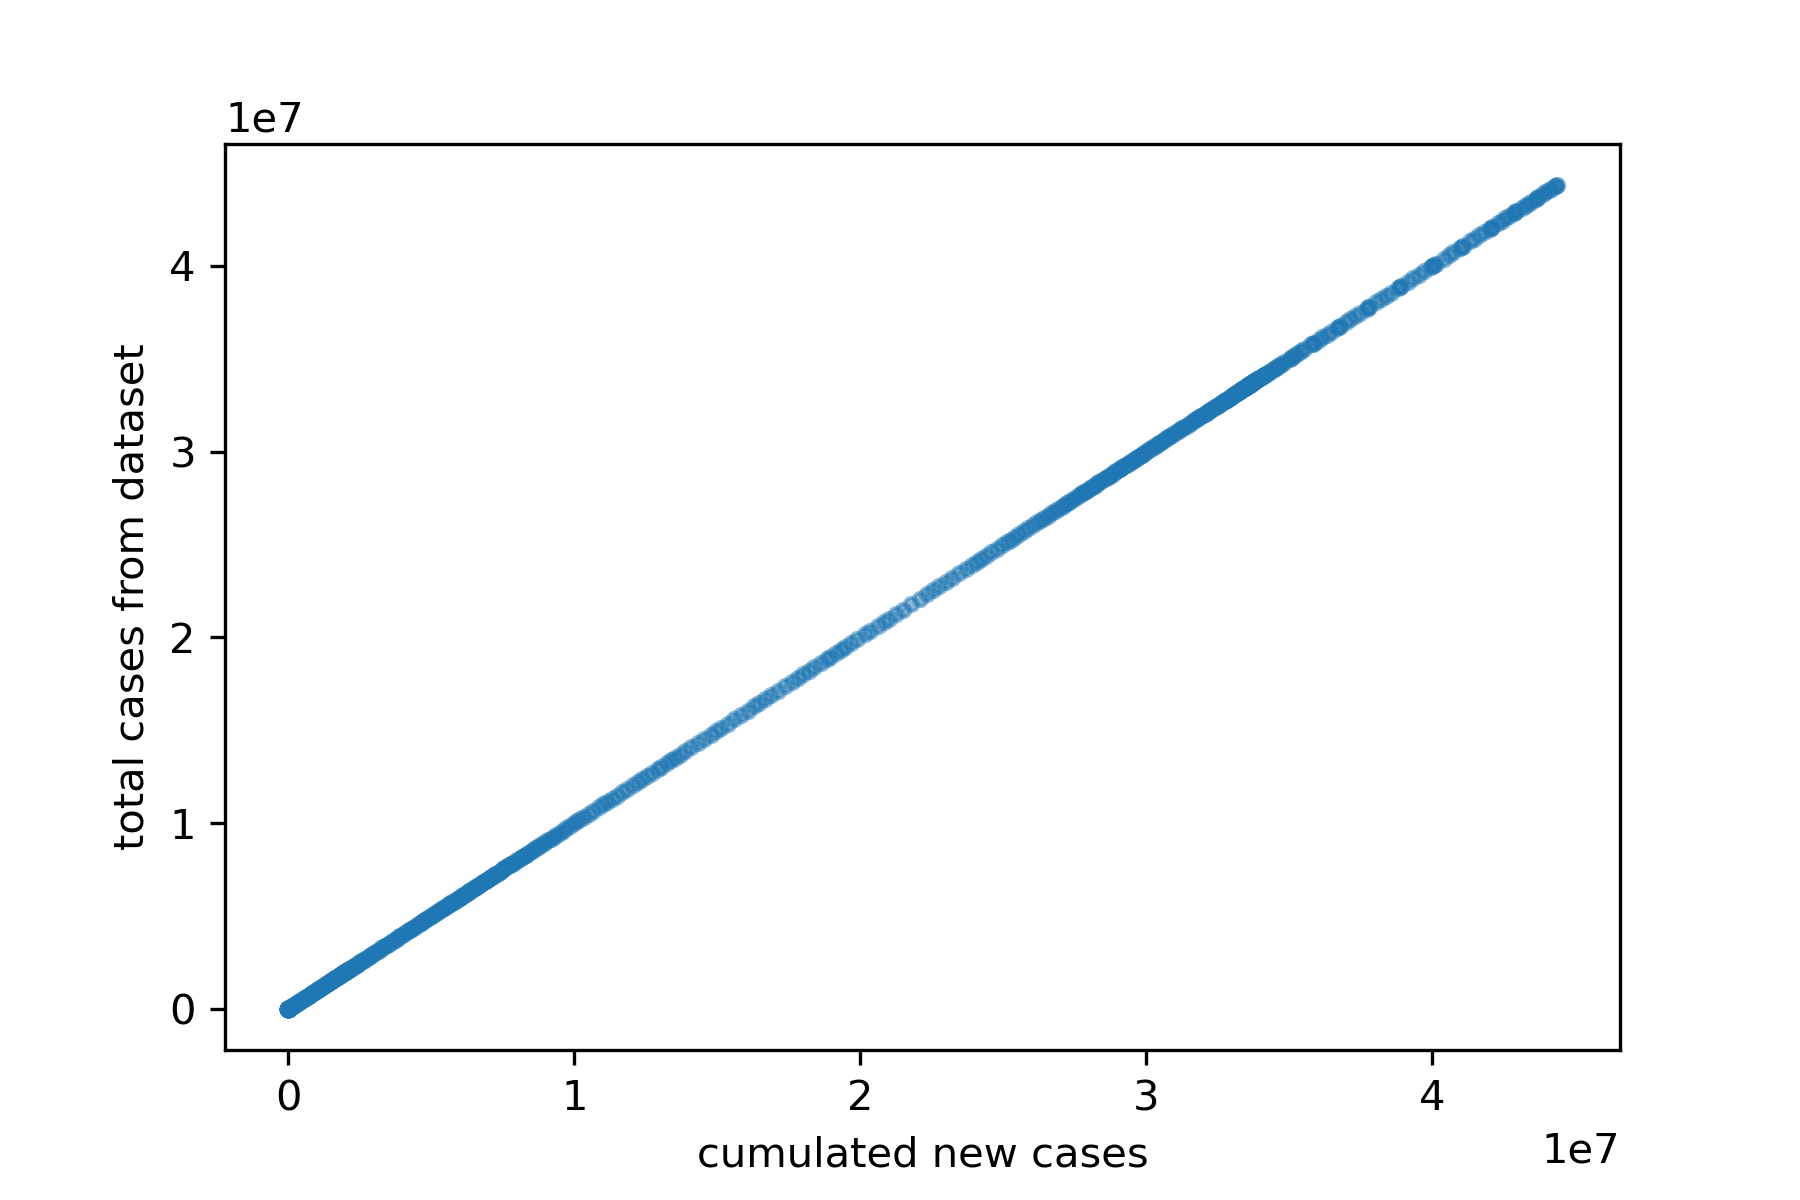 1e7
total cases from dataset
4
3
2
1
0
0 1 2 3 4
cumulated new cases
1e7